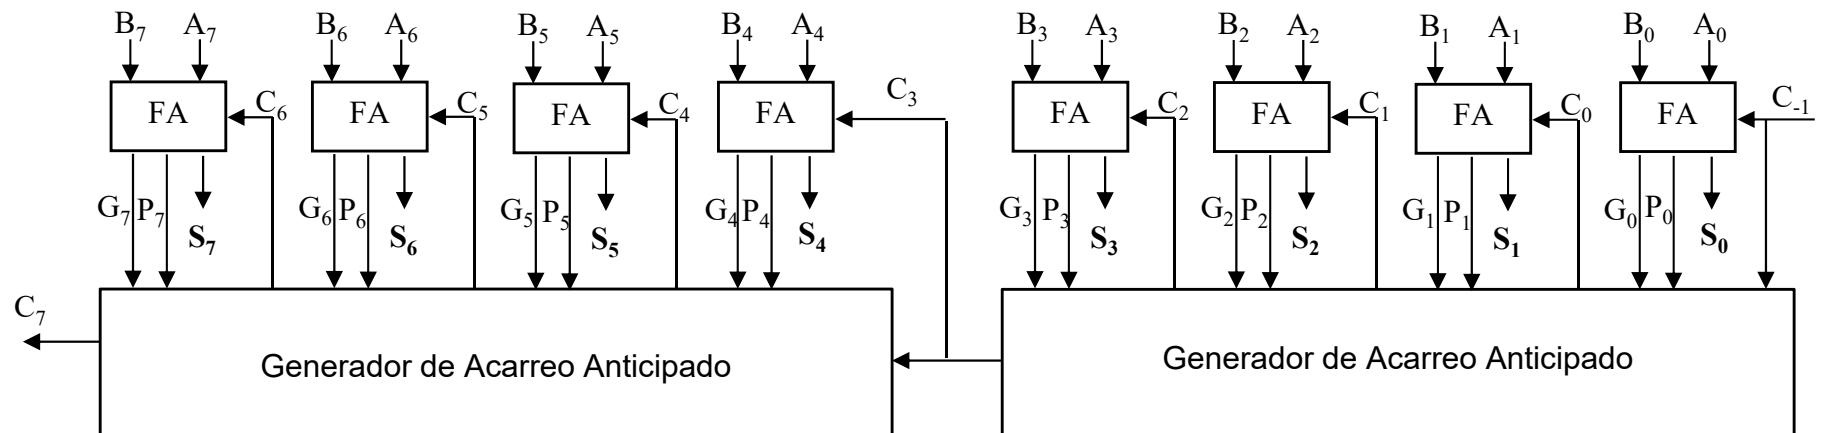 B₇ A₇ B₆ A₆ B₅ A₅ B₄ A₄ B₃ A₃ B₂ A₂ B₁ A₁ B₀ A₀
FA C₆ FA C₅ FA C₄ FA C₃ FA C₂ FA C₁ FA C₀ FA C₋₁
G₇ P₇ S₇ G₆ P₆ S₆ G₅ P₅ S₅ G₄ P₄ S₄ G₃ P₃ S₃ G₂ P₂ S₂ G₁ P₁ S₁ G₀ P₀ S₀
C₇
Generador de Acarreo Anticipado
Generador de Acarreo Anticipado